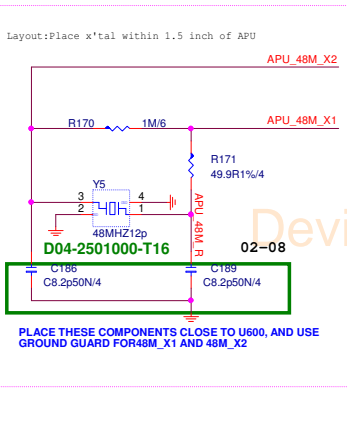 Layout:Place x'tal within 1.5 inch of APU
APU_48M_X2
R170
1M/6
APU_48M_X1
R171
49.9R1%/4
Y5
3
4
2
1
48MHZ12p
APU_48M_R
Devi
D04-2501000-T16
02-08
C186
C8.2p50N/4
C189
C8.2p50N/4
PLACE THESE COMPONENTS CLOSE TO U600, AND USE
GROUND GUARD FOR48M_X1 AND 48M_X2